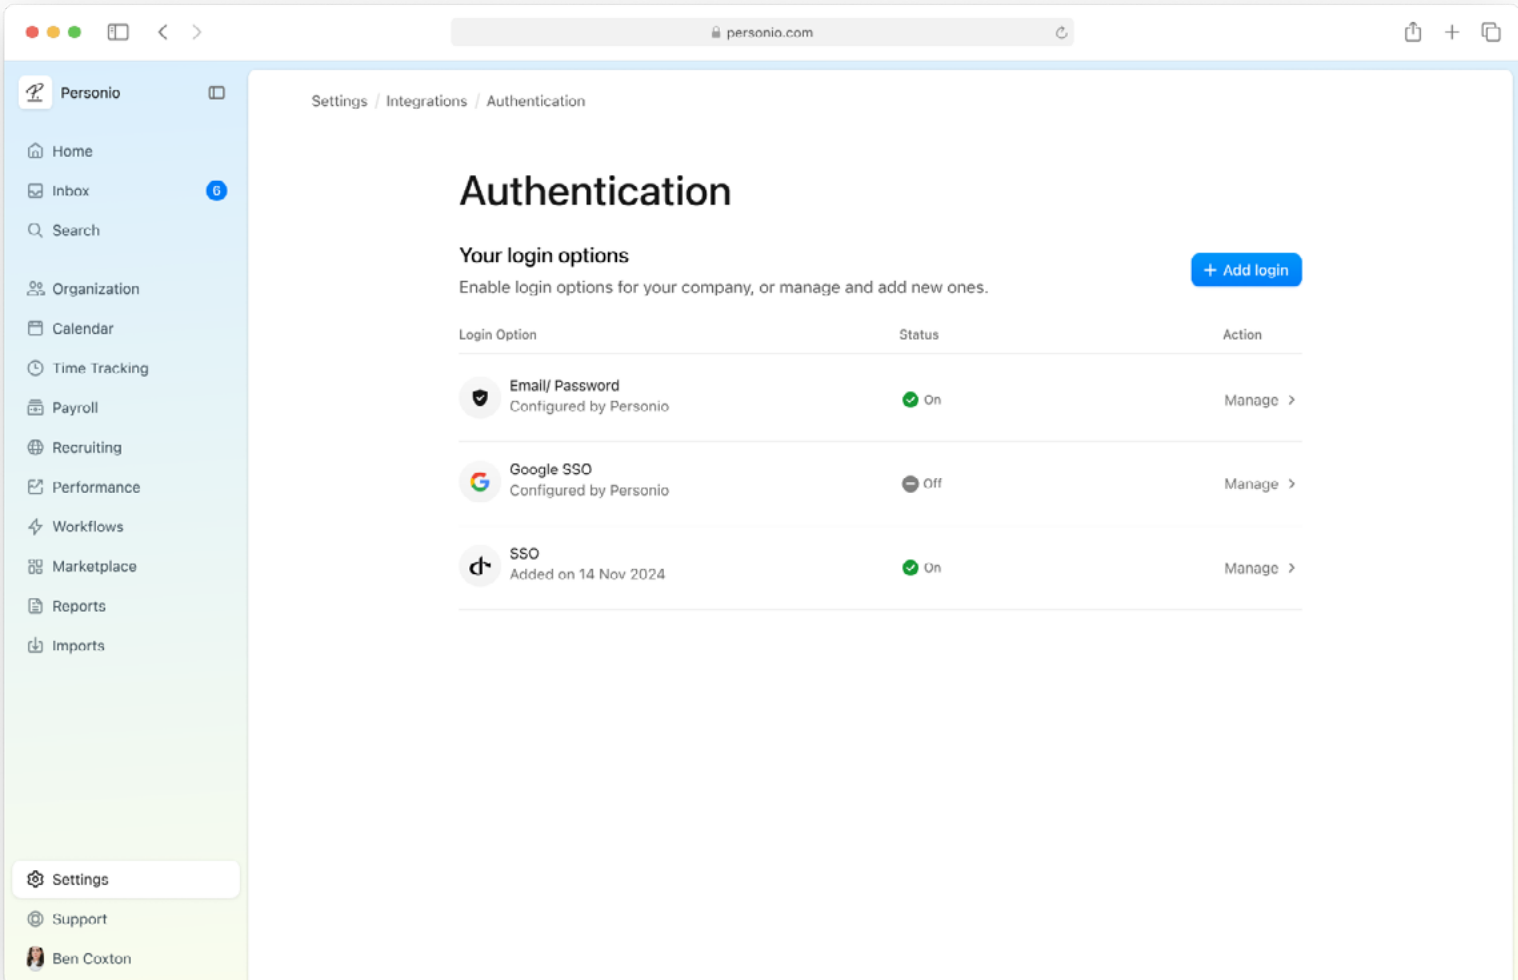 personio.com
Personio
Home
Inbox 6
Search
Organization
Calendar
Time Tracking
Payroll
Recruiting
Performance
Workflows
Marketplace
Reports
Imports
Settings
Support
Ben Coxton
Settings / Integrations / Authentication
Authentication
Your login options
Enable login options for your company, or manage and add new ones.
+ Add login
Login Option Status Action
Email/ Password
Configured by Personio
On
Manage >
Google SSO
Configured by Personio
Off
Manage >
SSO
Added on 14 Nov 2024
On
Manage >